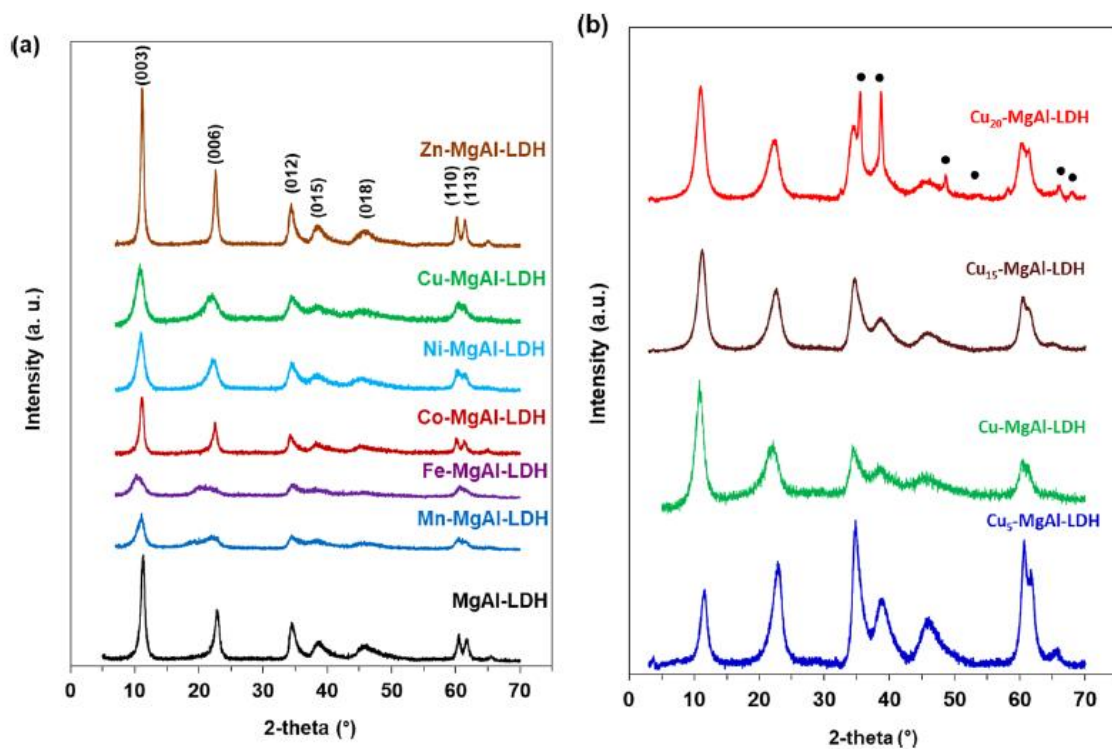 (a)
(003)
(006)
(012)
(015)
(018)
(110)
(113)
Zn-MgAl-LDH
Cu-MgAl-LDH
Ni-MgAl-LDH
Co-MgAl-LDH
Fe-MgAl-LDH
Mn-MgAl-LDH
MgAl-LDH
Intensity (a. u.)
0 10 20 30 40 50 60 70
2-theta (°)
(b)
Cu₂₀-MgAl-LDH
Cu₁₅-MgAl-LDH
Cu-MgAl-LDH
Cu₅-MgAl-LDH
Intensity (a.u.)
0 10 20 30 40 50 60 70
2-theta (°)